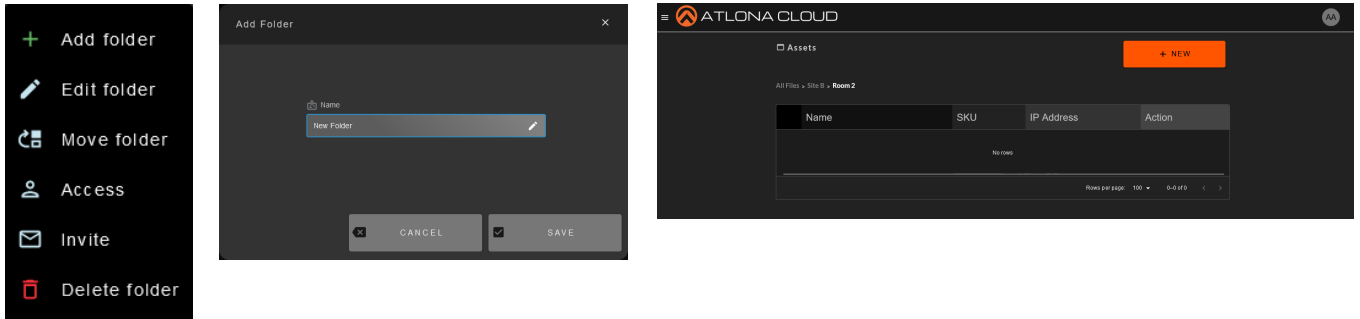 Add folder
Edit folder
Move folder
Access
Invite
Delete folder
Add Folder
Name
New Folder
CANCEL
SAVE
ATLONA CLOUD
AA
Assets
+ NEW
All Files ▸ Site B ▸ Room 2
Name SKU IP Address Action
No rows
Rows per page: 100 0–0 of 0